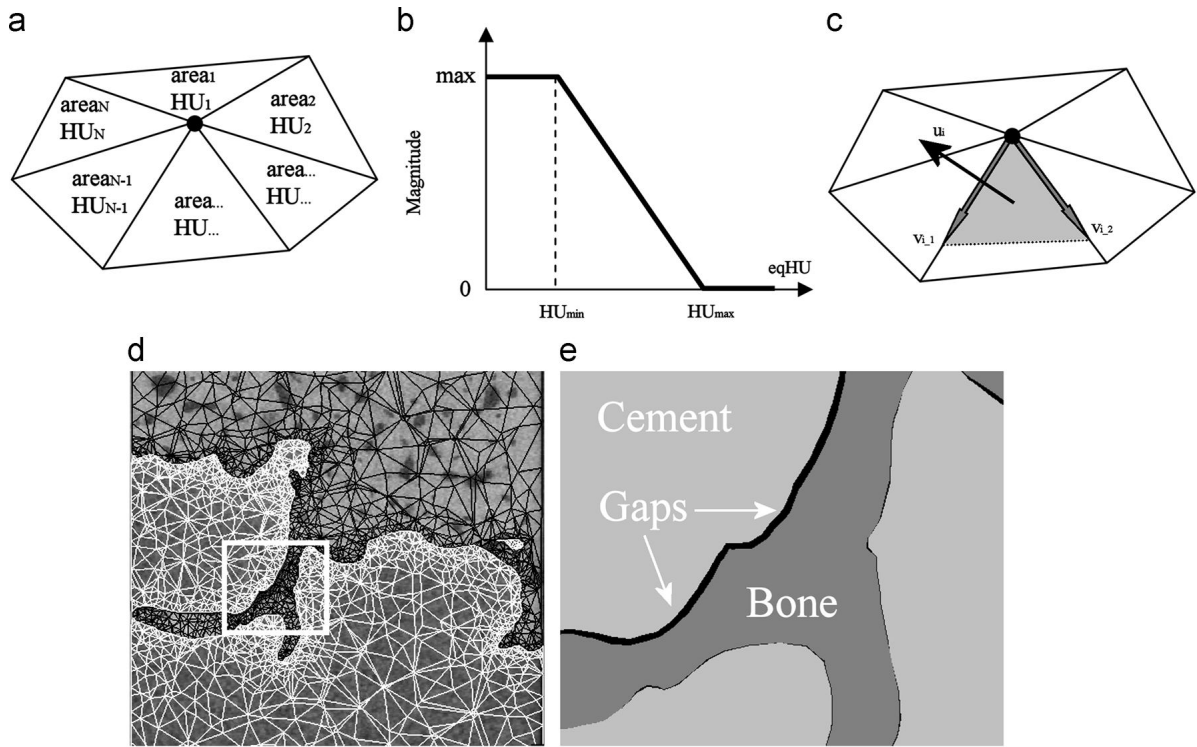 a
area1
HU1
area2
HU2
area...
HU...
area...
HU...
areaN-1
HUN-1
areaN
HUN
b
max
Magnitude
0
eqHU
HUmin
HUmax
c
ui
vi_1
vi_2
d
e
Cement
Gaps
Bone